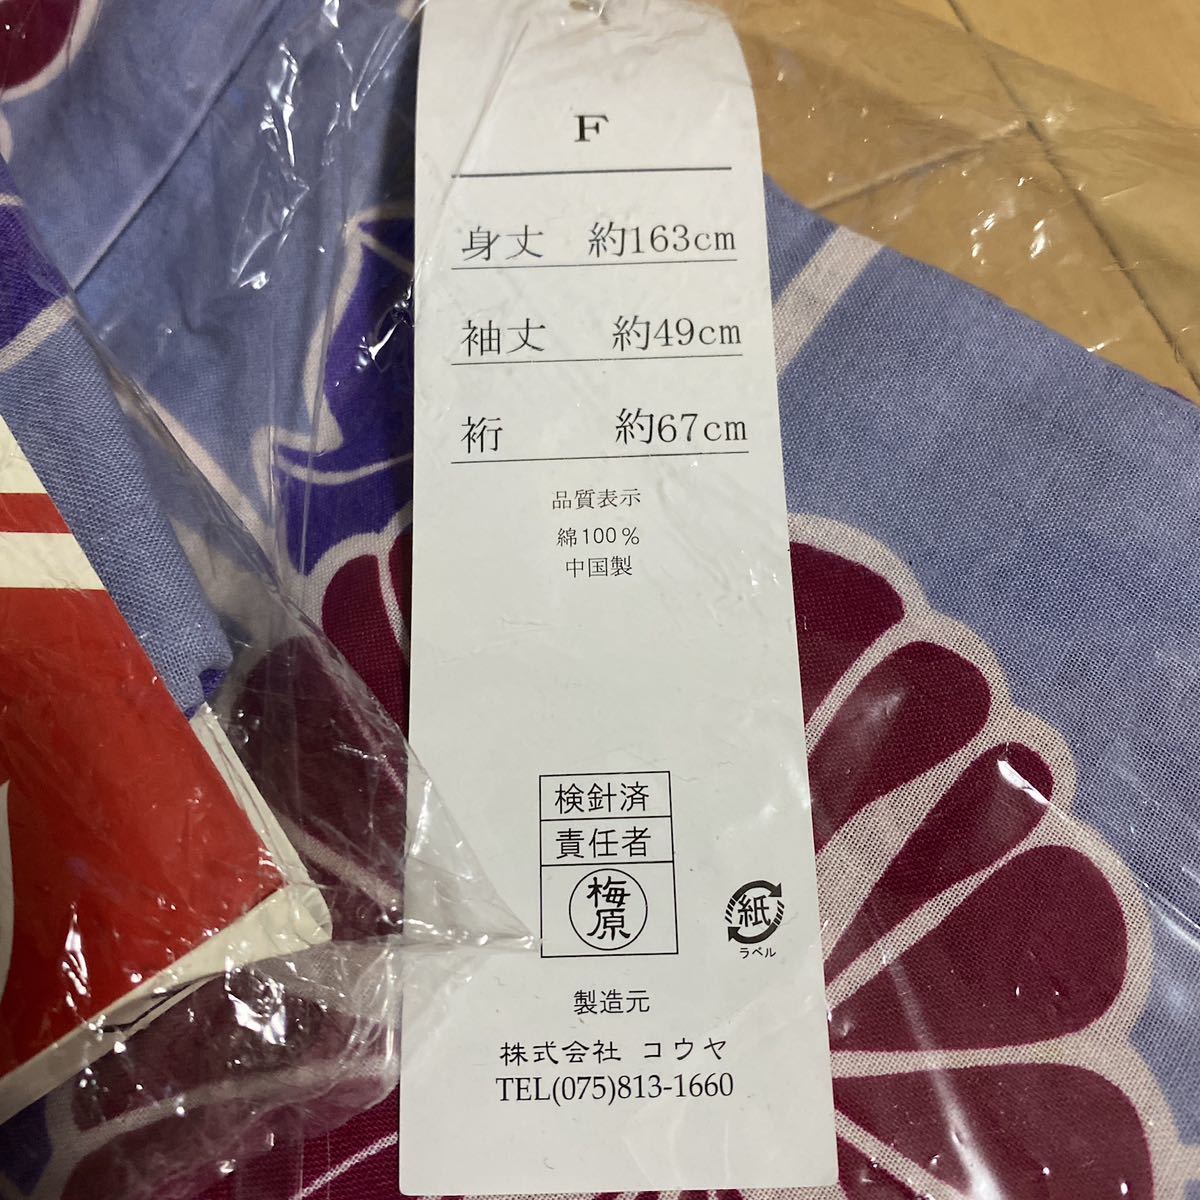 F
身丈 約163cm
袖丈 約49cm
裄 約67cm
品質表示
綿100%
中国製
検針済
責任者
梅原
紙
ラベル
製造元
株式会社 コウヤ
TEL(075)813-1660